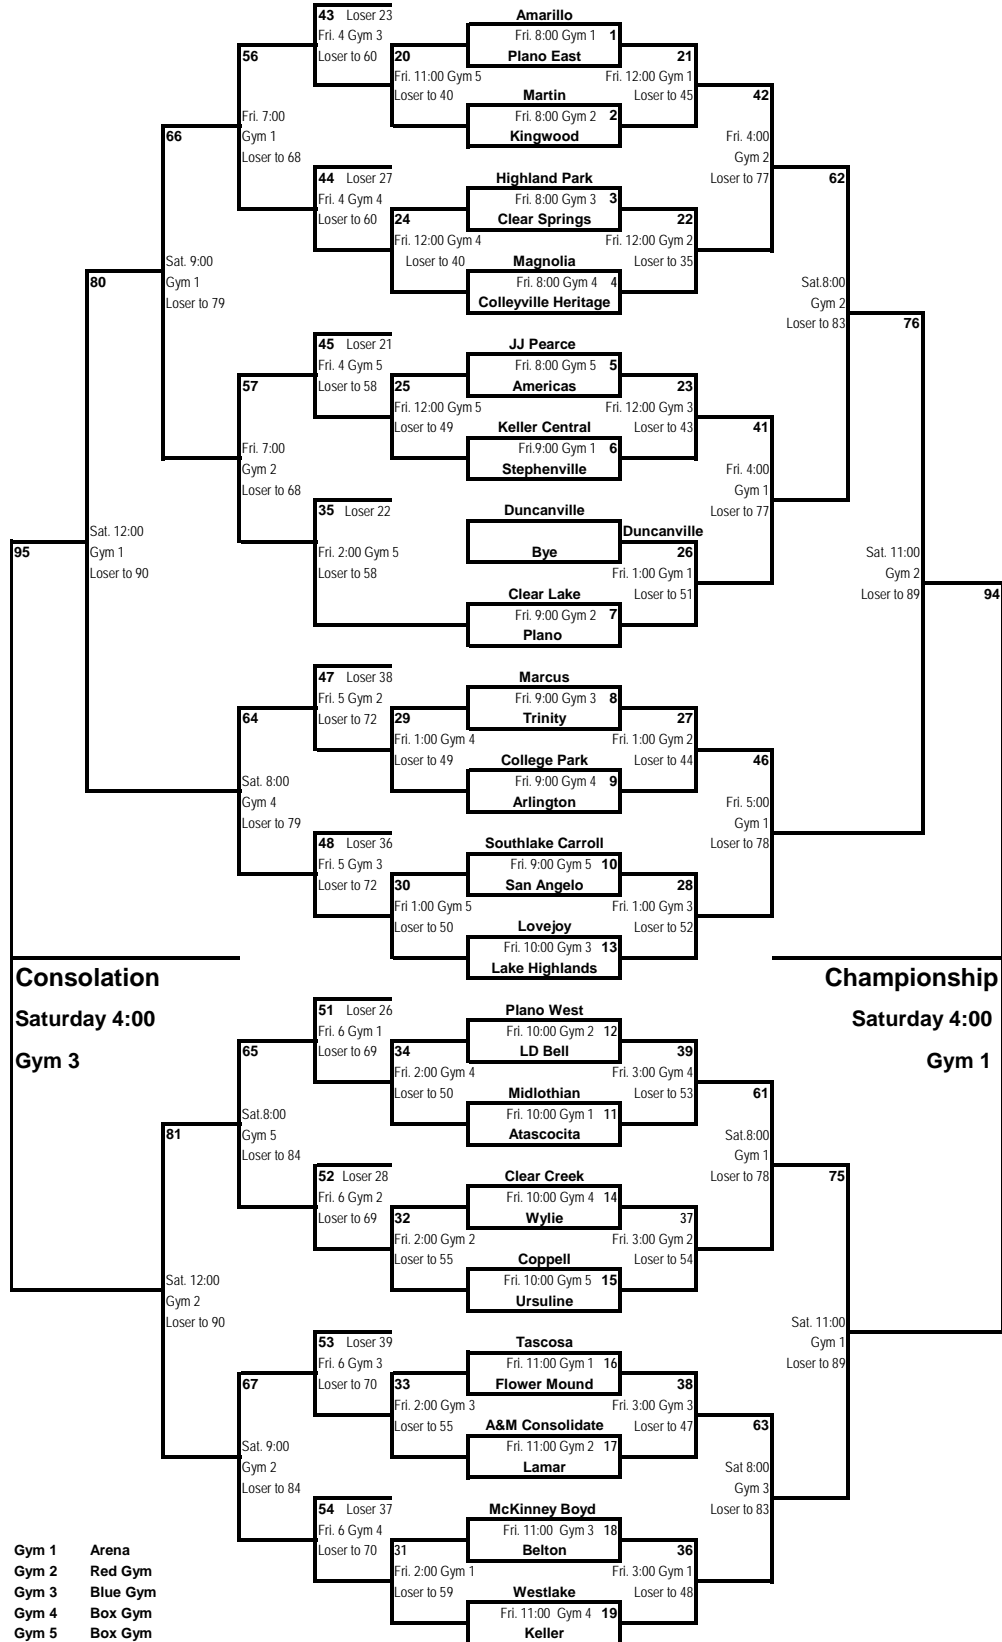 43 Loser 23 Amarillo
Fri. 4 Gym 3 Fri. 8:00 Gym 1 1
56 Loser to 60 20 Plano East 21
Fri. 11:00 Gym 5 Fri. 12:00 Gym 1
Loser to 40 Martin Loser to 45 42
Fri. 7:00 Fri. 8:00 Gym 2 2
66 Gym 1 Kingwood Fri. 4:00
Loser to 68 Gym 2
44 Loser 27 Highland Park Loser to 77 62
Fri. 4 Gym 4 Fri. 8:00 Gym 3 3
Loser to 60 24 Clear Springs 22
Fri. 12:00 Gym 4 Fri. 12:00 Gym 2
Sat. 9:00 Loser to 40 Magnolia Loser to 35
80 Gym 1 Fri. 8:00 Gym 4 4 Sat.8:00
Loser to 79 Colleyville Heritage Gym 2
Loser to 83 76
45 Loser 21 JJ Pearce
Fri. 4 Gym 5 Fri. 8:00 Gym 5 5
57 Loser to 58 25 Americas 23
Fri. 12:00 Gym 5 Fri. 12:00 Gym 3
Loser to 49 Keller Central Loser to 43 41
Fri. 7:00 Fri.9:00 Gym 1 6
Gym 2 Stephenville Fri. 4:00
Loser to 68 Gym 1
35 Loser 22 Duncanville Loser to 77
Sat. 12:00 Duncanville
95 Gym 1 Fri. 2:00 Gym 5 Bye 26 Sat. 11:00
Loser to 90 Loser to 58 Fri. 1:00 Gym 1 Gym 2
Clear Lake Loser to 51 Loser to 89 94
Fri. 9:00 Gym 2 7
Plano
47 Loser 38 Marcus
Fri. 5 Gym 2 Fri. 9:00 Gym 3 8
64 Loser to 72 29 Trinity 27
Fri. 1:00 Gym 4 Fri. 1:00 Gym 2
Loser to 49 College Park Loser to 44 46
Sat. 8:00 Fri. 9:00 Gym 4 9
Gym 4 Arlington Fri. 5:00
Loser to 79 Gym 1
48 Loser 36 Southlake Carroll Loser to 78
Fri. 5 Gym 3 Fri. 9:00 Gym 5 10
Loser to 72 30 San Angelo 28
Fri 1:00 Gym 5 Fri. 1:00 Gym 3
Loser to 50 Lovejoy Loser to 52
Fri. 10:00 Gym 3 13
Consolation Lake Highlands Championship
51 Loser 26 Plano West
Saturday 4:00 Fri. 6 Gym 1 Fri. 10:00 Gym 2 12 Saturday 4:00
65 Loser to 69 34 LD Bell 39
Gym 3 Fri. 2:00 Gym 4 Fri. 3:00 Gym 4 Gym 1
Loser to 50 Midlothian Loser to 53 61
Sat.8:00 Fri. 10:00 Gym 1 11
81 Gym 5 Atascocita Sat.8:00
Loser to 84 Gym 1
52 Loser 28 Clear Creek Loser to 78 75
Fri. 6 Gym 2 Fri. 10:00 Gym 4 14
Loser to 69 32 Wylie 37
Fri. 2:00 Gym 2 Fri. 3:00 Gym 2
Loser to 55 Coppell Loser to 54
Sat. 12:00 Fri. 10:00 Gym 5 15
Gym 2 Ursuline
Loser to 90 Sat. 11:00
53 Loser 39 Tascosa Gym 1
Fri. 6 Gym 3 Fri. 11:00 Gym 1 16 Loser to 89
67 Loser to 70 33 Flower Mound 38
Fri. 2:00 Gym 3 Fri. 3:00 Gym 3
Loser to 55 A&M Consolidate Loser to 47 63
Sat. 9:00 Fri. 11:00 Gym 2 17
Gym 2 Lamar Sat 8:00
Loser to 84 Gym 3
54 Loser 37 McKinney Boyd Loser to 83
Fri. 6 Gym 4 Fri. 11:00 Gym 3 18
Gym 1 Arena Loser to 70 31 Belton 36
Gym 2 Red Gym Fri. 2:00 Gym 1 Fri. 3:00 Gym 1
Gym 3 Blue Gym Loser to 59 Westlake Loser to 48
Gym 4 Box Gym Fri. 11:00 Gym 4 19
Gym 5 Box Gym Keller